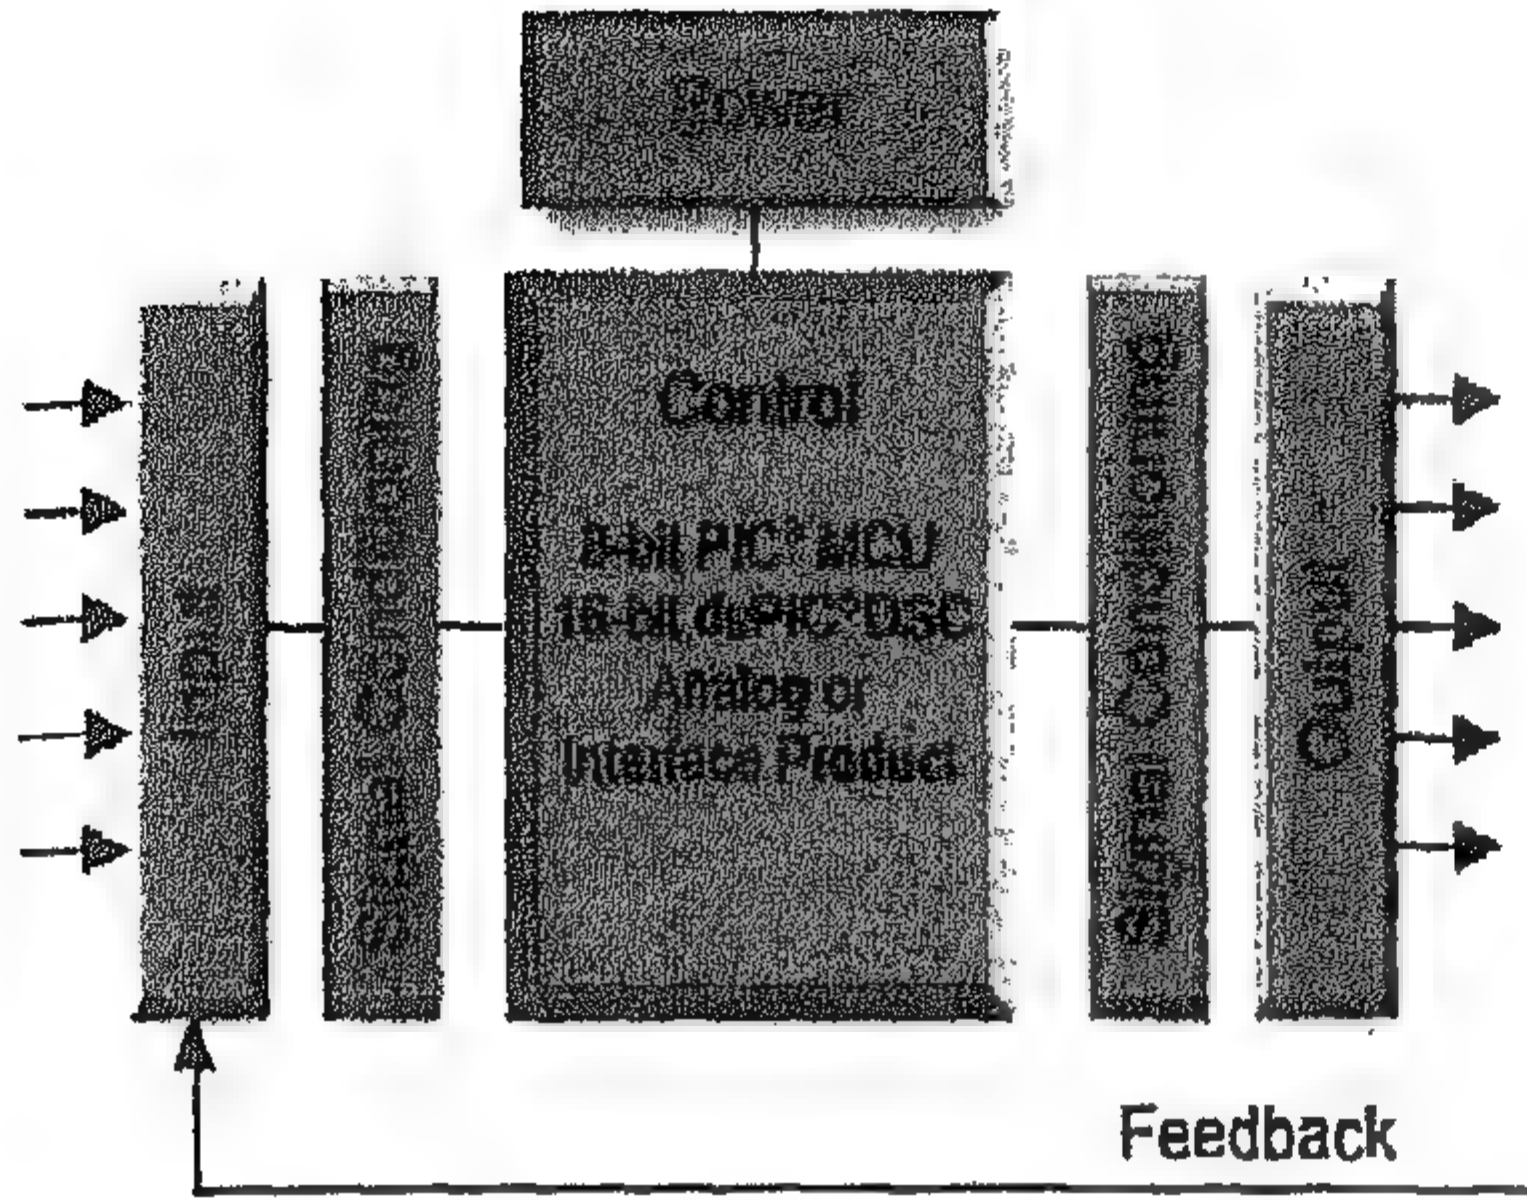 Power
Input
Signal Conditioning
Control
8-bit PIC® MCU
16-bit dsPIC® DSC
Analog or
Interface Product
Signal Conditioning
Output
Feedback